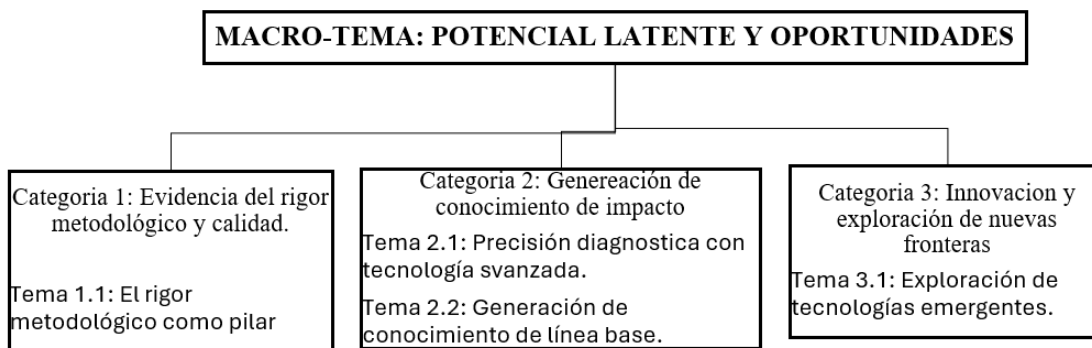 MACRO-TEMA: POTENCIAL LATENTE Y OPORTUNIDADES
Categoria 1: Evidencia del rigor
metodológico y calidad.
Tema 1.1: El rigor
metodológico como pilar
Categoria 2: Genereación de
conocimiento de impacto
Tema 2.1: Precisión diagnostica con
tecnología svanzada.
Tema 2.2: Generación de
conocimiento de línea base.
Categoria 3: Innovacion y
exploración de nuevas
fronteras
Tema 3.1: Exploración de
tecnologías emergentes.